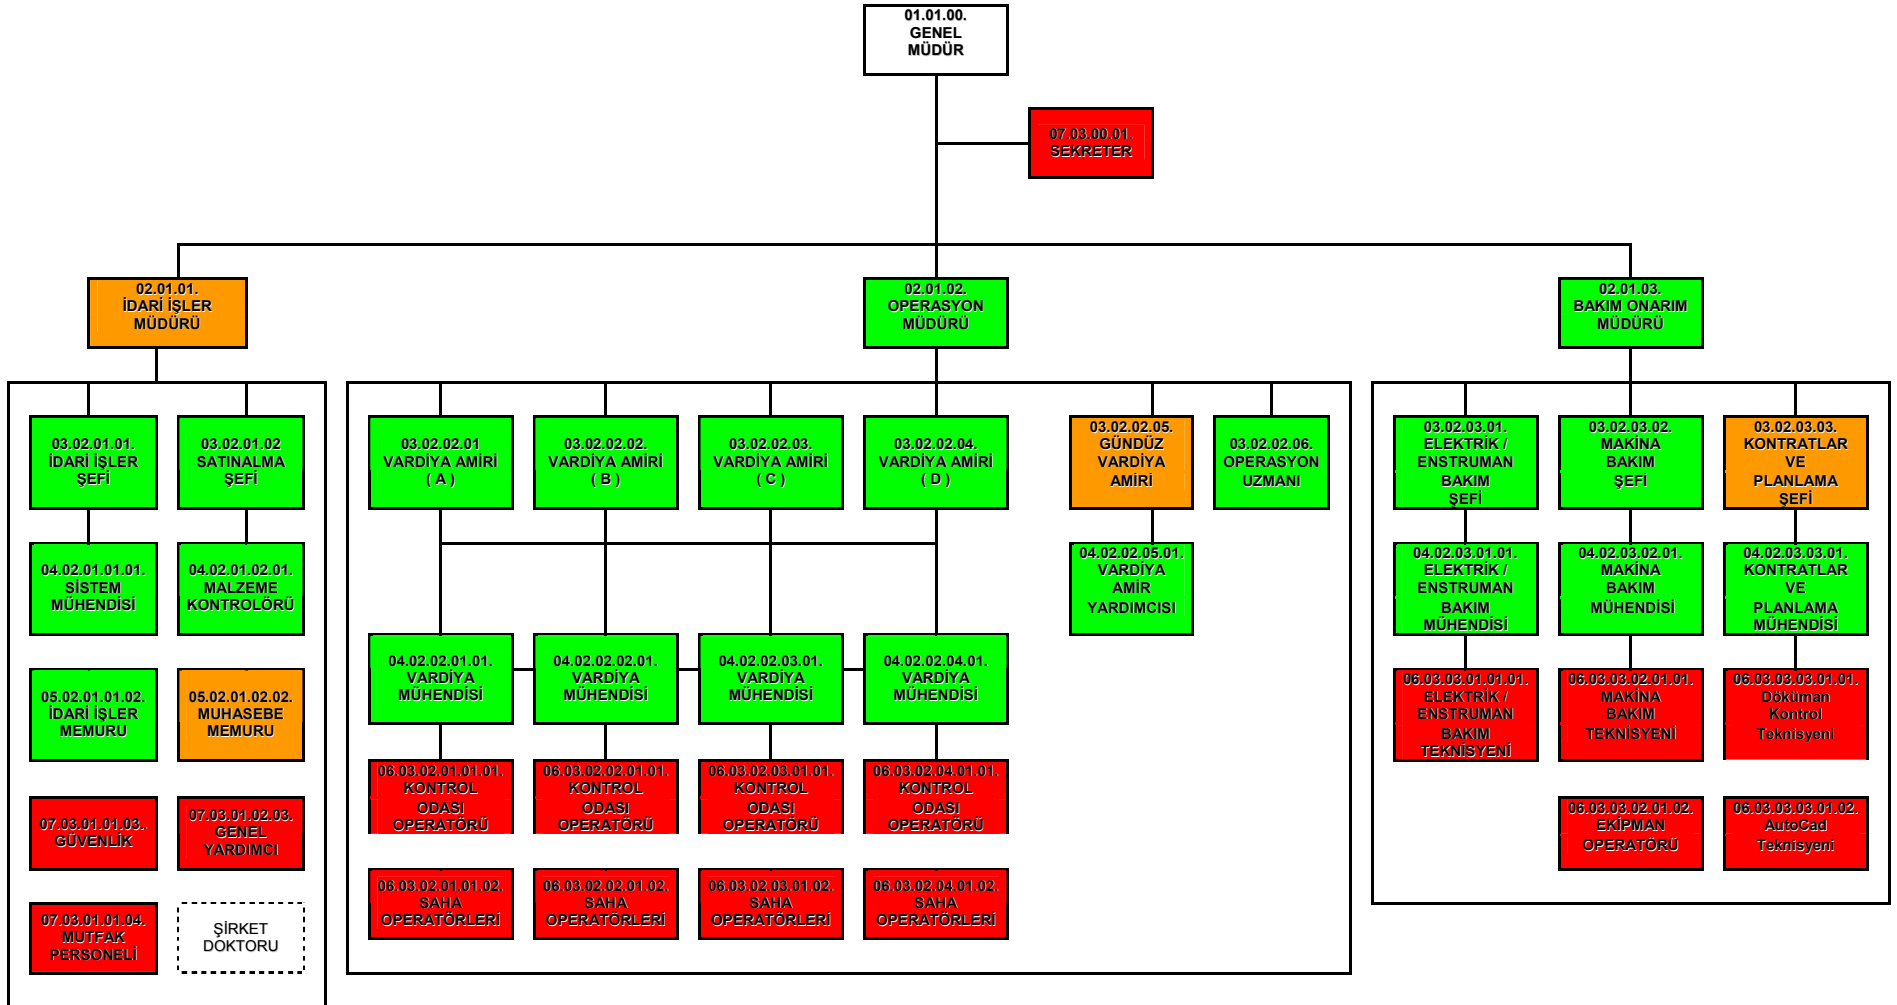 01.01.00.
GENEL
MÜDÜR
07.03.00.01.
SEKRETER
02.01.01.
İDARİ İŞLER
MÜDÜRÜ
02.01.02.
OPERASYON
MÜDÜRÜ
02.01.03.
BAKIM ONARIM
MÜDÜRÜ
03.02.01.01.
İDARİ İŞLER
ŞEFİ
03.02.01.02
SATINALMA
ŞEFİ
03.02.02.01
VARDİYA AMİRİ
( A )
03.02.02.02.
VARDİYA AMİRİ
( B )
03.02.02.03.
VARDİYA AMİRİ
( C )
03.02.02.04.
VARDİYA AMİRİ
( D )
03.02.02.05.
GÜNDÜZ
VARDİYA
AMİRİ
03.02.02.06.
OPERASYON
UZMANI
03.02.03.01.
ELEKTRİK /
ENSTRUMAN
BAKIM
ŞEFİ
03.02.03.02.
MAKİNA
BAKIM
ŞEFİ
03.02.03.03.
KONTRATLAR
VE
PLANLAMA
ŞEFİ
04.02.01.01.01.
SİSTEM
MÜHENDİSİ
04.02.01.02.01.
MALZEME
KONTROLÖRÜ
04.02.02.05.01.
VARDİYA
AMİR
YARDIMCISI
04.02.03.01.01.
ELEKTRİK /
ENSTRUMAN
BAKIM
MÜHENDİSİ
04.02.03.02.01.
MAKİNA
BAKIM
MÜHENDİSİ
04.02.03.03.01.
KONTRATLAR
VE
PLANLAMA
MÜHENDİSİ
05.02.01.01.02.
İDARİ İŞLER
MEMURU
05.02.01.02.02.
MUHASEBE
MEMURU
04.02.02.01.01.
VARDİYA
MÜHENDİSİ
04.02.02.02.01.
VARDİYA
MÜHENDİSİ
04.02.02.03.01.
VARDİYA
MÜHENDİSİ
04.02.02.04.01.
VARDİYA
MÜHENDİSİ
06.03.03.01.01.01.
ELEKTRİK /
ENSTRUMAN
BAKIM
TEKNİSYENİ
06.03.03.02.01.01.
MAKİNA
BAKIM
TEKNİSYENİ
06.03.03.03.01.01.
Döküman
Kontrol
Teknisyeni
07.03.01.01.03..
GÜVENLİK
07.03.01.02.03.
GENEL
YARDIMCI
06.03.02.01.01.01.
KONTROL
ODASI
OPERATÖRÜ
06.03.02.02.01.01.
KONTROL
ODASI
OPERATÖRÜ
06.03.02.03.01.01.
KONTROL
ODASI
OPERATÖRÜ
06.03.02.04.01.01.
KONTROL
ODASI
OPERATÖRÜ
06.03.03.02.01.02.
EKİPMAN
OPERATÖRÜ
06.03.03.03.01.02.
AutoCad
Teknisyeni
07.03.01.01.04.
MUTFAK
PERSONELİ
ŞİRKET
DOKTORU
06.03.02.01.01.02.
SAHA
OPERATÖRLERİ
06.03.02.02.01.02.
SAHA
OPERATÖRLERİ
06.03.02.03.01.02.
SAHA
OPERATÖRLERİ
06.03.02.04.01.02.
SAHA
OPERATÖRLERİ